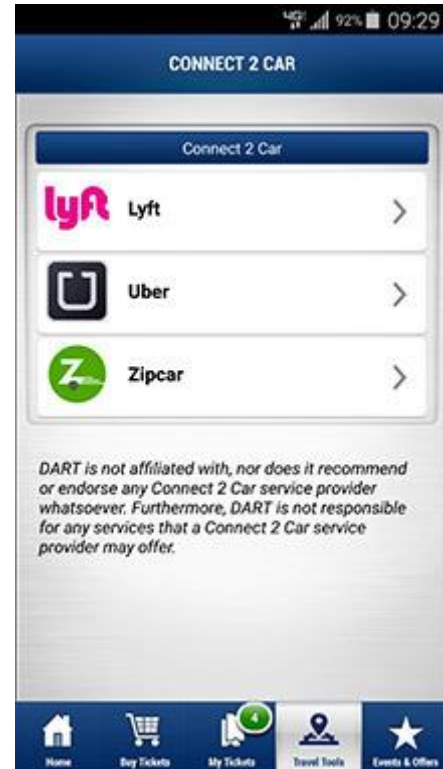 4G 92% 09:29
CONNECT 2 CAR
Connect 2 Car
lyft Lyft
Uber
Zipcar
DART is not affiliated with, nor does it recommend
or endorse any Connect 2 Car service provider
whatsoever. Furthermore, DART is not responsible
for any services that a Connect 2 Car service
provider may offer.
4
Home Buy Tickets My Tickets Travel Tools Events & Offers